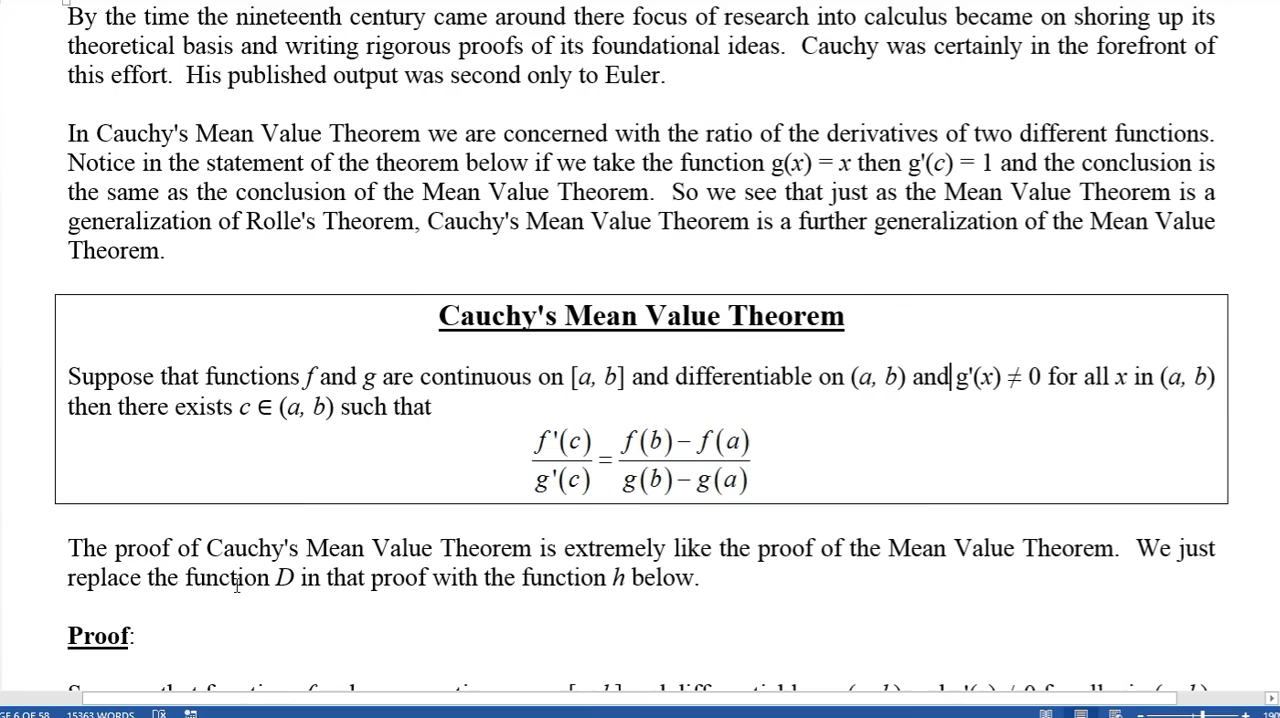 By the time the nineteenth century came around there focus of research into calculus became on shoring up its
theoretical basis and writing rigorous proofs of its foundational ideas. Cauchy was certainly in the forefront of
this effort. His published output was second only to Euler.
In Cauchy's Mean Value Theorem we are concerned with the ratio of the derivatives of two different functions.
Notice in the statement of the theorem below if we take the function g(x) = x then g'(c) = 1 and the conclusion is
the same as the conclusion of the Mean Value Theorem. So we see that just as the Mean Value Theorem is a
generalization of Rolle's Theorem, Cauchy's Mean Value Theorem is a further generalization of the Mean Value
Theorem.
Cauchy's Mean Value Theorem
Suppose that functions f and g are continuous on [a, b] and differentiable on (a, b) and g'(x) ≠ 0 for all x in (a, b)
then there exists c ∈ (a, b) such that
f'(c)/g'(c) = f(b) − f(a)/g(b) − g(a)
The proof of Cauchy's Mean Value Theorem is extremely like the proof of the Mean Value Theorem. We just
replace the function D in that proof with the function h below.
Proof:
6 OF 58 15363 WORDS